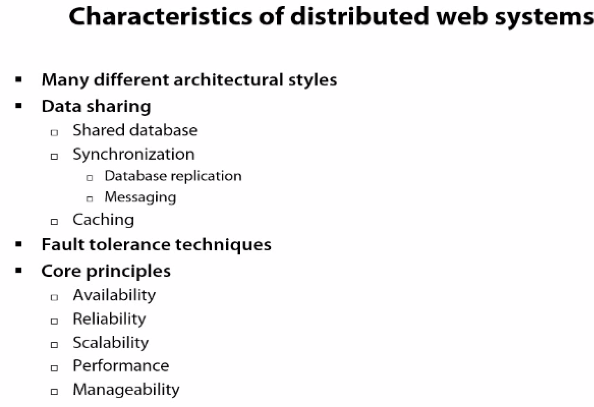 Characteristics of distributed web systems
▪ Many different architectural styles
▪ Data sharing
□ Shared database
□ Synchronization
□ Database replication
□ Messaging
□ Caching
▪ Fault tolerance techniques
▪ Core principles
□ Availability
□ Reliability
□ Scalability
□ Performance
□ Manageability